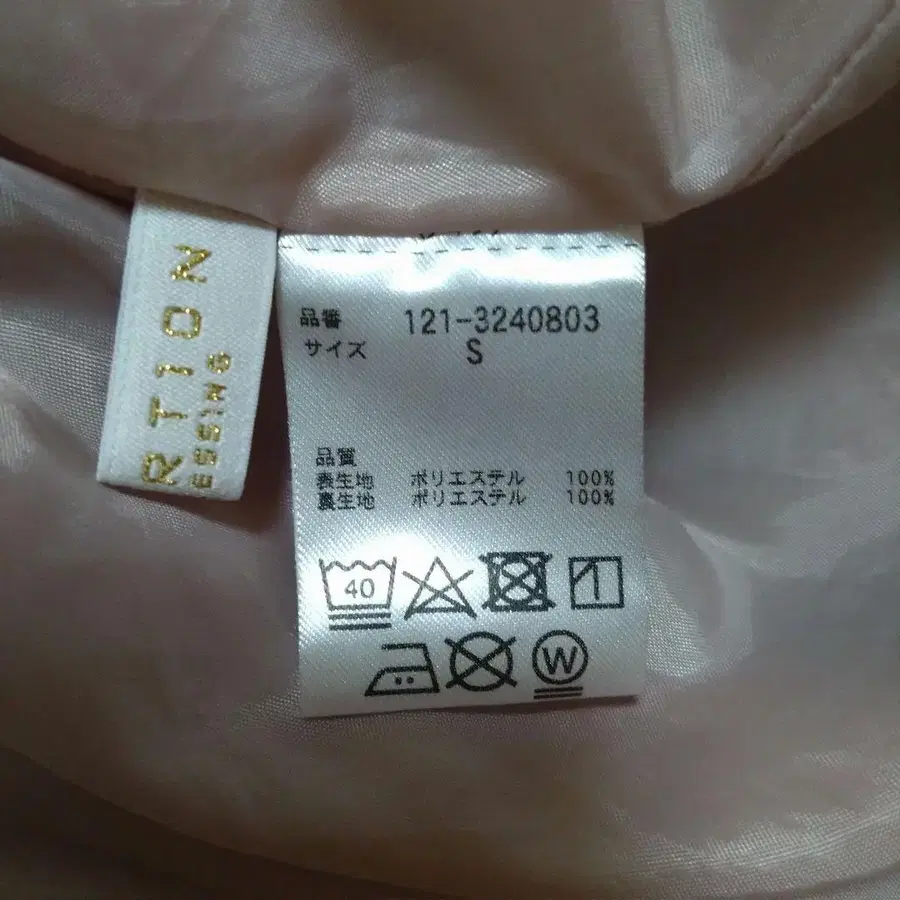 RTION
ESSING
品番 121-3240803
サイズ S
品質
表生地 ポリエステル 100%
裏生地 ポリエステル 100%
40
W